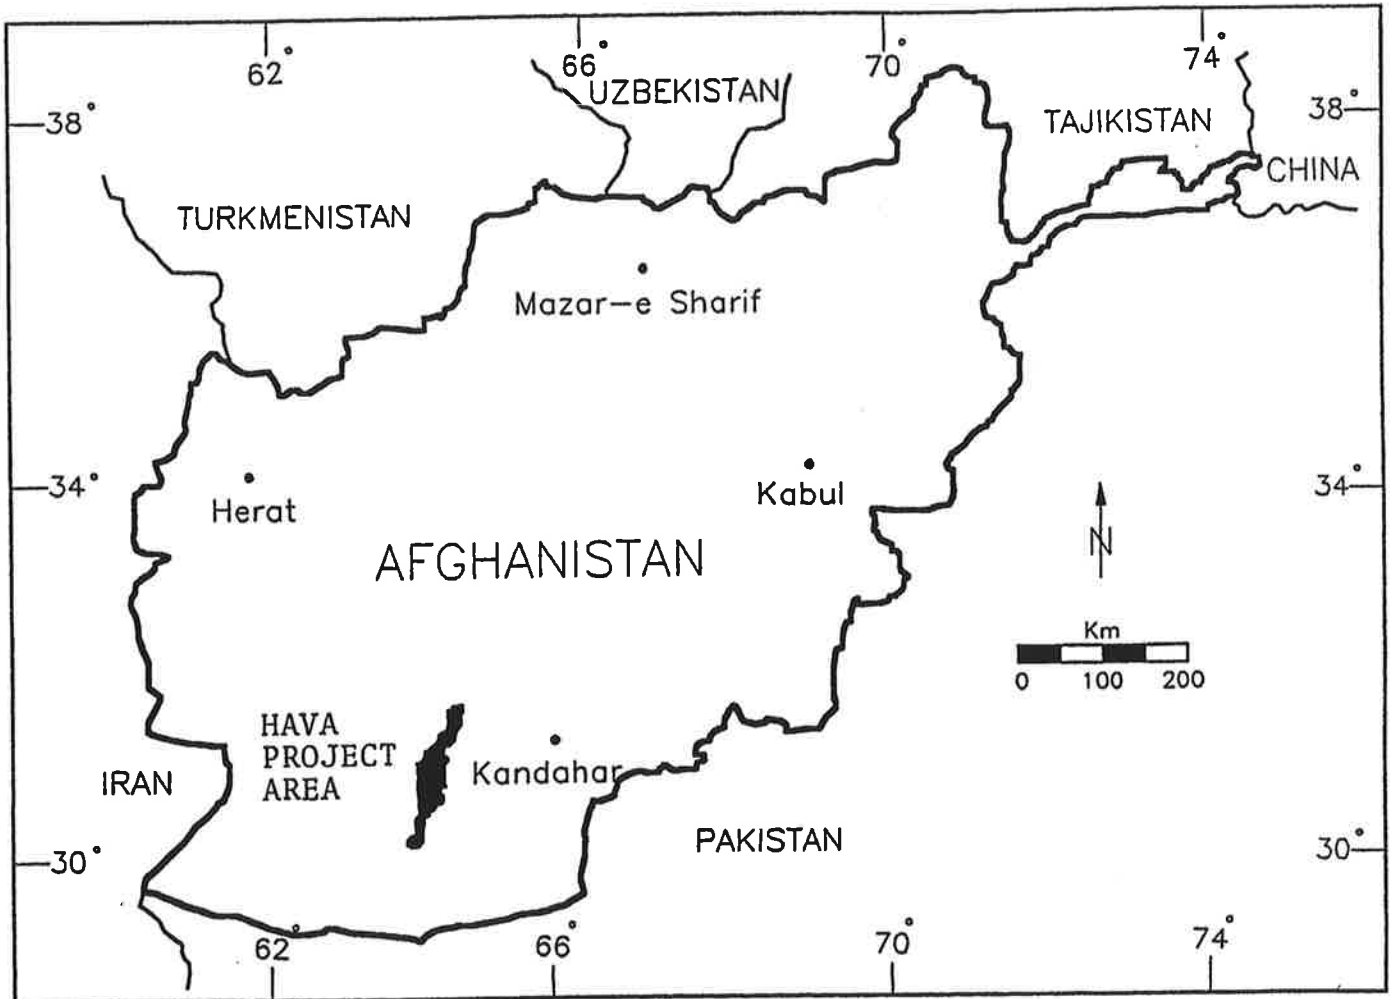 62° 66° 70° 74°
UZBEKISTAN
38° TAJIKISTAN 38°
CHINA
TURKMENISTAN
Mazar-e Sharif
34° 34°
Herat Kabul
AFGHANISTAN
N
Km
0 100 200
HAVA
PROJECT
AREA
Kandahar
IRAN
PAKISTAN
30° 30°
62° 66° 70° 74°